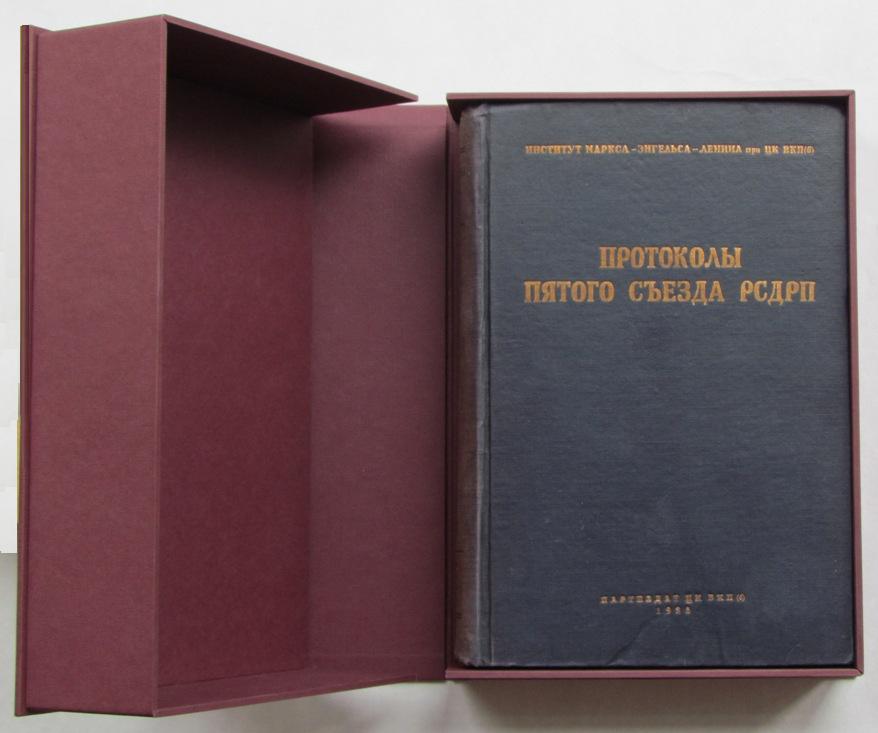 ИНСТИТУТ МАРКСА-ЭНГЕЛЬСА-ЛЕНИНА при ЦК ВКП(б)
ПРОТОКОЛЫ
ПЯТОГО СЪЕЗДА РСДРП
ПАРТИЗДАТ ЦК ВКП(б)